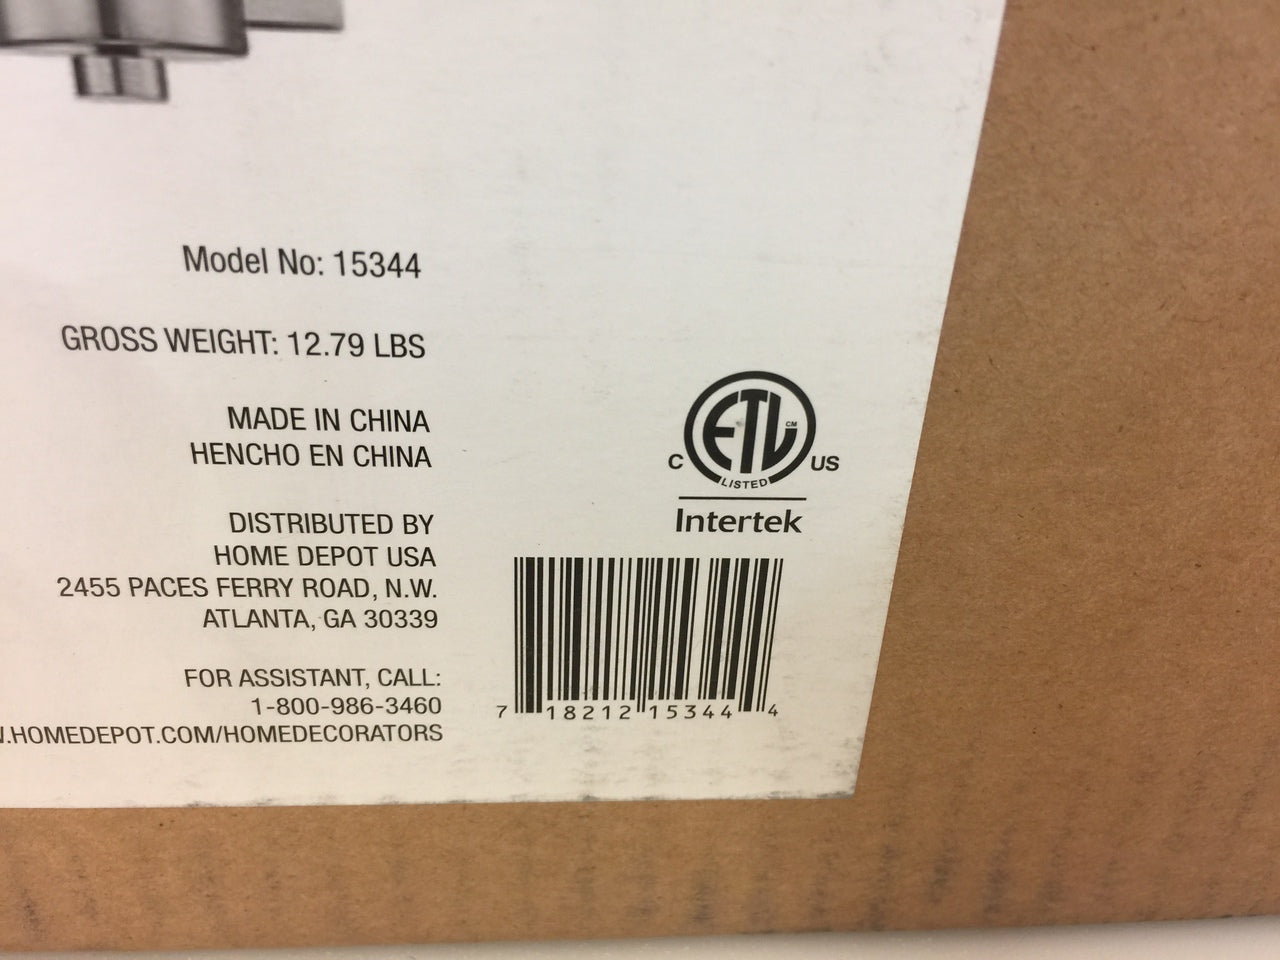 Model No: 15344
GROSS WEIGHT: 12.79 LBS
MADE IN CHINA
HENCHO EN CHINA
DISTRIBUTED BY
HOME DEPOT USA
2455 PACES FERRY ROAD, N.W.
ATLANTA, GA 30339
FOR ASSISTANT, CALL:
1-800-986-3460
.HOMEDEPOT.COM/HOMEDECORATORS
ETL CM
C US
LISTED
Intertek
7 18212 15344 4